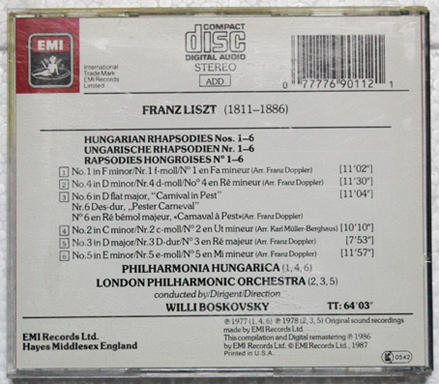 EMI
International
Trade Mark
EMI Records
Limited
COMPACT
disc
DIGITAL AUDIO
STEREO
ADD
0 77776 90112 1
FRANZ LISZT (1811–1886)
HUNGARIAN RHAPSODIES Nos. 1–6
UNGARISCHE RHAPSODIEN Nr. 1–6
RAPSODIES HONGROISES Nº 1–6
1 No.1 in F minor/Nr.1 f-moll/Nº 1 en Fa mineur (Arr. Franz Doppler) [11'02"]
2 No.4 in D minor/Nr.4 d-moll/Nº 4 en Ré mineur (Arr. Franz Doppler) [11'30"]
3 No.6 in D flat major, "Carnival in Pest" [11'04"]
Nr.6 Des-dur, „Pester Carneval"
Nº 6 en Ré bémol majeur, «Carnaval à Pest» (Arr. Franz Doppler)
4 No.2 in C minor/Nr.2 c-moll/Nº 2 en Ut mineur (Arr. Karl Müller-Berghaus) [10'10"]
5 No.3 in D major/Nr.3 D-dur/Nº 3 en Ré majeur (Arr. Franz Doppler) [7'53"]
6 No.5 in E minor/Nr.5 e-moll/Nº 5 en Mi mineur (Arr. Franz Doppler) [11'57"]
PHILHARMONIA HUNGARICA (1, 4, 6)
LONDON PHILHARMONIC ORCHESTRA (2, 3, 5)
conducted by/Dirigent/Direction
WILLI BOSKOVSKY TT: 64'03"
℗ 1977 (1, 4, 6) ℗ 1978 (2, 3, 5) Original sound recordings
made by EMI Records Ltd.
This compilation and Digital remastering ℗ 1986
by EMI Records Ltd. © EMI Records Ltd., 1987
Printed in U.S.A.
EMI Records Ltd.
Hayes Middlesex England
0542